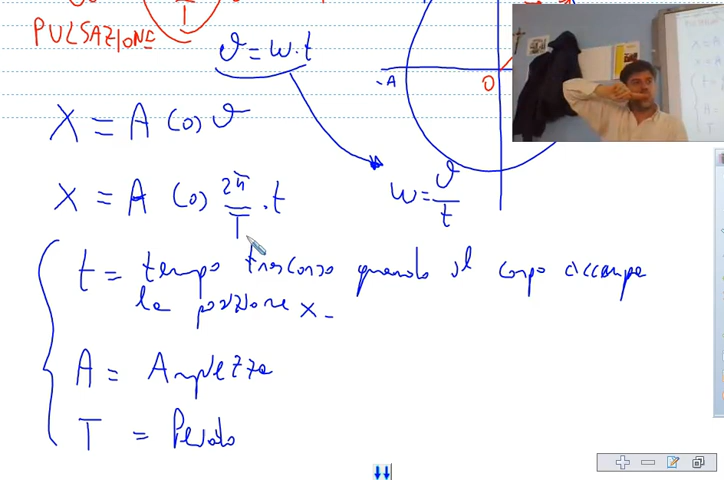 T
PULSAZIONE
ϑ = w · t
-A
O
X = A cos ϑ
w = ϑ/t
X = A cos 2π/T · t
t = tempo trascorso quando il corpo occupa
la posizione x -
A = Ampiezza
T = Periodo